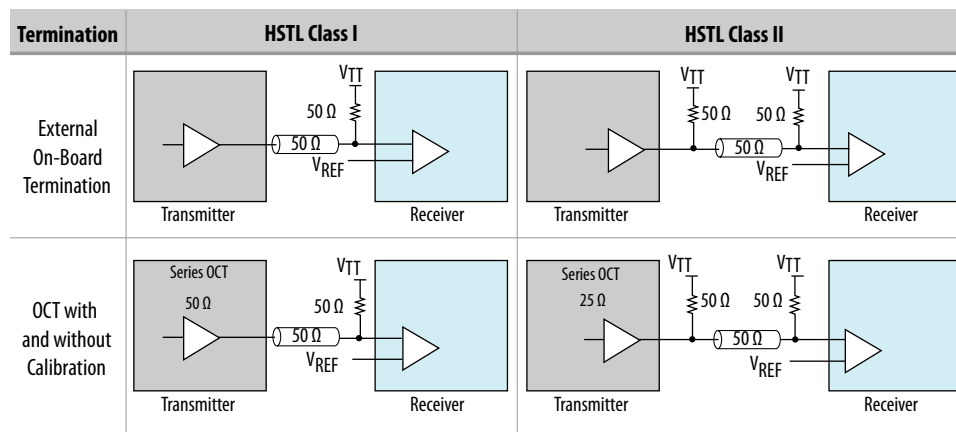 Termination HSTL Class I HSTL Class II
External
On-Board
Termination
VTT
50 Ω
50 Ω
VREF
Transmitter Receiver
VTT VTT
50 Ω 50 Ω
50 Ω
VREF
Transmitter Receiver
OCT with
and without
Calibration
Series OCT
50 Ω
VTT
50 Ω
50 Ω
VREF
Transmitter Receiver
Series OCT
25 Ω
VTT VTT
50 Ω 50 Ω
50 Ω
VREF
Transmitter Receiver